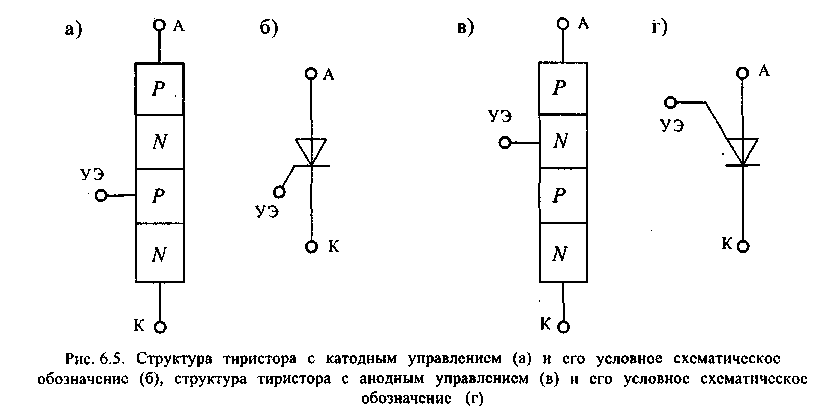 а) А б) в) А г)
А А
P P
УЭ УЭ
N N
УЭ
P P
УЭ
К К
N N
К К
Рис. 6.5. Структура тиристора с катодным управлением (а) и его условное схематическое
обозначение (б), структура тиристора с анодным управлением (в) и его условное схематическое
обозначение (г)